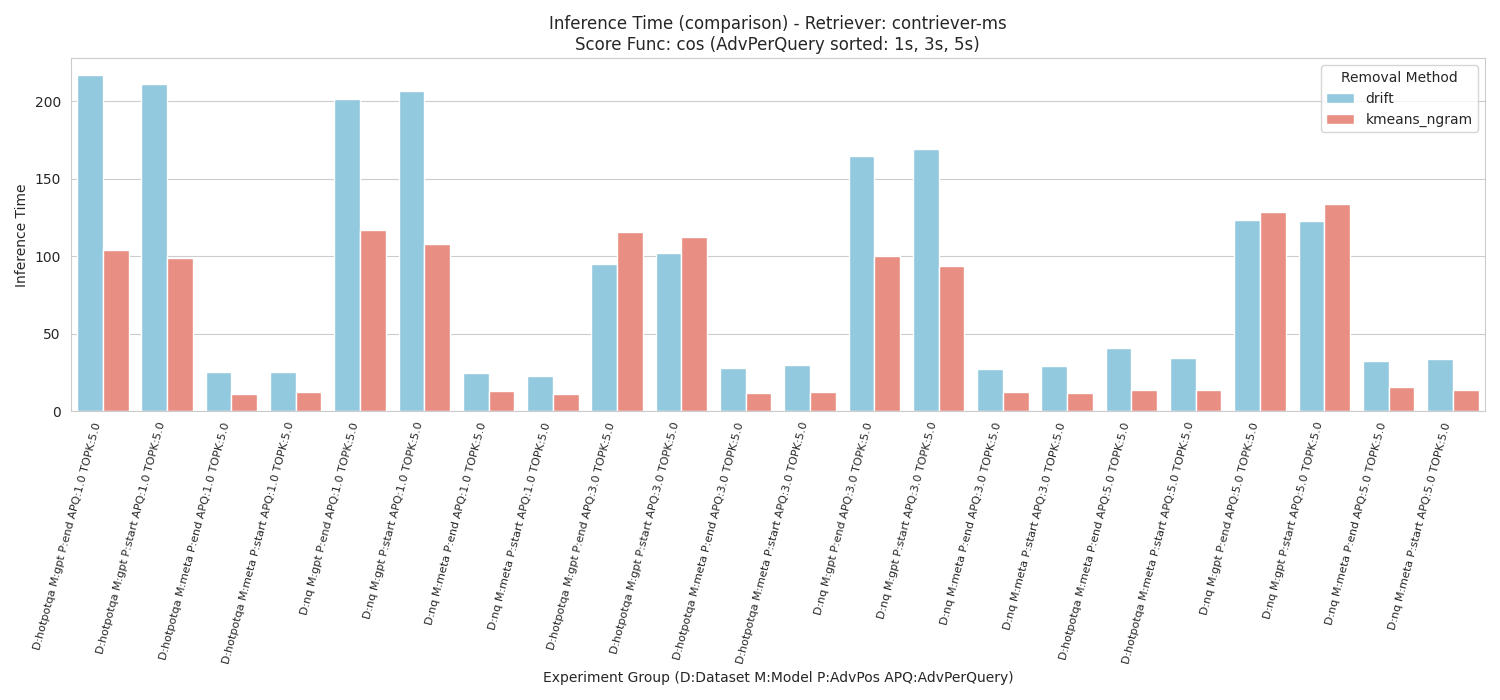 Inference Time (comparison) - Retriever: contriever-ms
Score Func: cos (AdvPerQuery sorted: 1s, 3s, 5s)
Removal Method
drift
kmeans_ngram
Inference Time
200
150
100
50
0
D:hotpotqa M:gpt P:end APQ:1.0 TOPK:5.0
D:hotpotqa M:gpt P:start APQ:1.0 TOPK:5.0
D:hotpotqa M:meta P:end APQ:1.0 TOPK:5.0
D:hotpotqa M:meta P:start APQ:1.0 TOPK:5.0
D:nq M:gpt P:end APQ:1.0 TOPK:5.0
D:nq M:gpt P:start APQ:1.0 TOPK:5.0
D:nq M:meta P:end APQ:1.0 TOPK:5.0
D:nq M:meta P:start APQ:1.0 TOPK:5.0
D:hotpotqa M:gpt P:end APQ:3.0 TOPK:5.0
D:hotpotqa M:gpt P:start APQ:3.0 TOPK:5.0
D:hotpotqa M:meta P:end APQ:3.0 TOPK:5.0
D:hotpotqa M:meta P:start APQ:3.0 TOPK:5.0
D:nq M:gpt P:end APQ:3.0 TOPK:5.0
D:nq M:gpt P:start APQ:3.0 TOPK:5.0
D:nq M:meta P:end APQ:3.0 TOPK:5.0
D:nq M:meta P:start APQ:3.0 TOPK:5.0
D:hotpotqa M:meta P:end APQ:5.0 TOPK:5.0
D:hotpotqa M:meta P:start APQ:5.0 TOPK:5.0
D:nq M:gpt P:end APQ:5.0 TOPK:5.0
D:nq M:gpt P:start APQ:5.0 TOPK:5.0
D:nq M:meta P:end APQ:5.0 TOPK:5.0
D:nq M:meta P:start APQ:5.0 TOPK:5.0
Experiment Group (D:Dataset M:Model P:AdvPos APQ:AdvPerQuery)